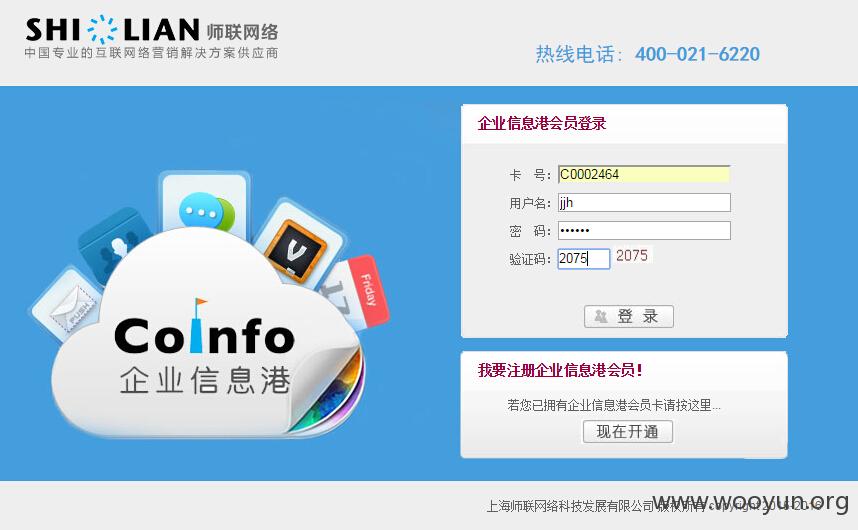 SHI LIAN 师联网络
中国专业的互联网络营销解决方案供应商
热线电话：400-021-6220
企业信息港会员登录
卡 号： C0002464
用户名： jjh
密 码： ••••••
验证码： 2075 2075
登 录
PUSH
17
Friday
CoInfo
企业信息港
我要注册企业信息港会员！
若您已拥有企业信息港会员卡请按这里...
现在开通
上海师联网络科技发展有限公司 版权所有 copyright
www.wooyun.org